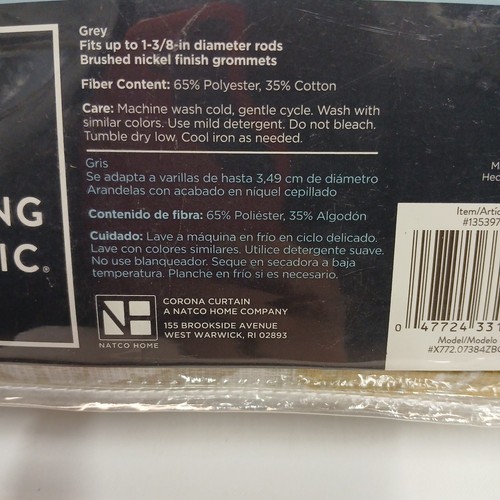 Grey
Fits up to 1-3/8-in diameter rods
Brushed nickel finish grommets
Fiber Content: 65% Polyester, 35% Cotton
Care: Machine wash cold, gentle cycle. Wash with
similar colors. Use mild detergent. Do not bleach.
Tumble dry low. Cool iron as needed.
Gris
Se adapta a varillas de hasta 3,49 cm de diámetro
Arandelas con acabado en níquel cepillado
Contenido de fibra: 65% Poliéster, 35% Algodón
Cuidado: Lave a máquina en frío en ciclo delicado.
Lave con colores similares. Utilice detergente suave.
No use blanqueador. Seque en secadora a baja
temperatura. Planche en frío si es necesario.
NH
NATCO HOME
CORONA CURTAIN
A NATCO HOME COMPANY
155 BROOKSIDE AVENUE
WEST WARWICK, RI 02893
NG
IC®
Item/Artíc
#135397
0 47724 331
Model/Modelo
#X772.07384ZB